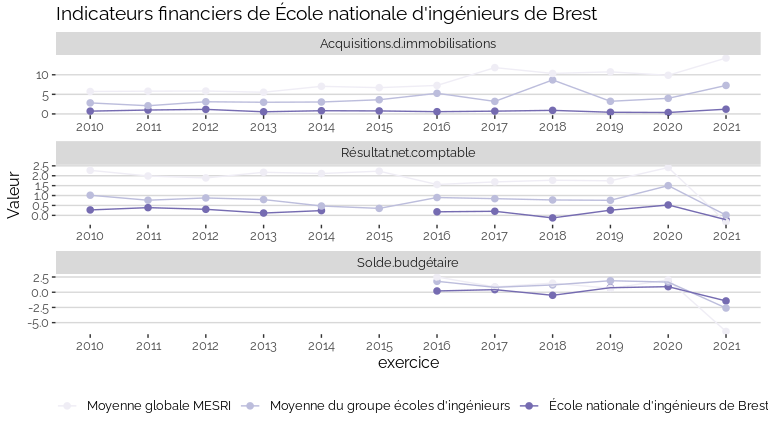 Indicateurs financiers de École nationale d'ingénieurs de Brest
Acquisitions.d.immobilisations
10
5
0
2010 2011 2012 2013 2014 2015 2016 2017 2018 2019 2020 2021
Résultat.net.comptable
2.5
2.0
1.5
1.0
0.5
0.0
2010 2011 2012 2013 2014 2015 2016 2017 2018 2019 2020 2021
Valeur
Solde.budgétaire
2.5
0.0
−2.5
−5.0
2010 2011 2012 2013 2014 2015 2016 2017 2018 2019 2020 2021
exercice
Moyenne globale MESRI Moyenne du groupe écoles d'ingénieurs École nationale d'ingénieurs de Brest